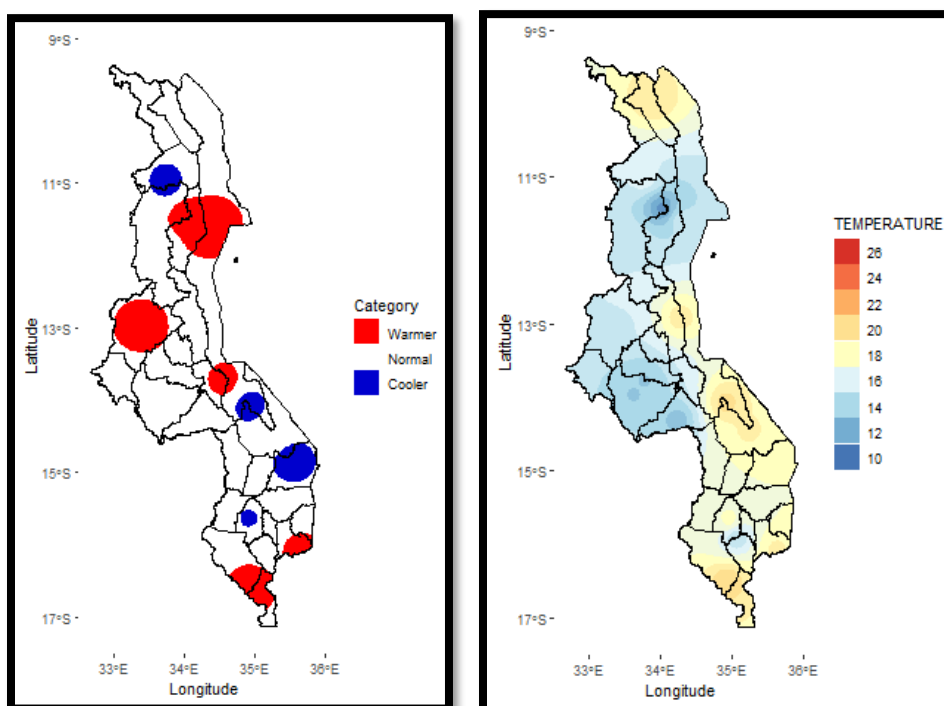 9°S
11°S
13°S
15°S
17°S
Latitude
33°E 34°E 35°E 36°E
Longitude
Category
Warmer
Normal
Cooler
9°S
11°S
13°S
15°S
17°S
Latitude
33°E 34°E 35°E 36°E
Longitude
TEMPERATURE
26
24
22
20
18
16
14
12
10